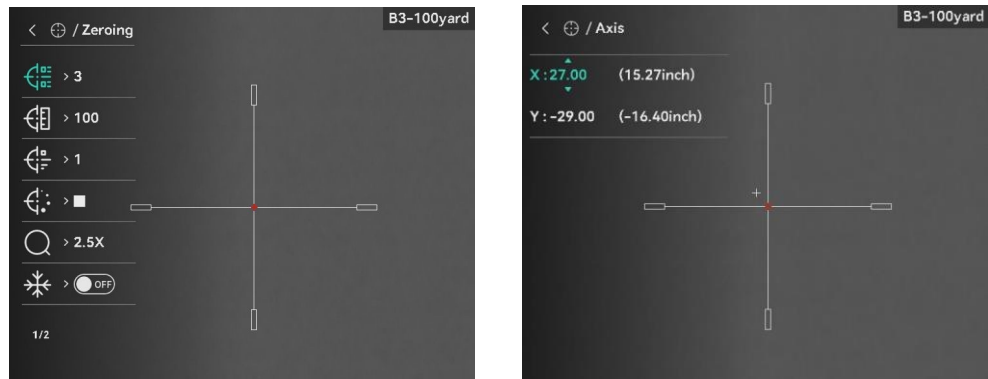 < / Zeroing
B3-100yard
> 3
> 100
> 1
>
> 2.5X
> OFF
1/2
< / Axis
B3-100yard
X : 27.00 (15.27inch)
Y : -29.00 (-16.40inch)